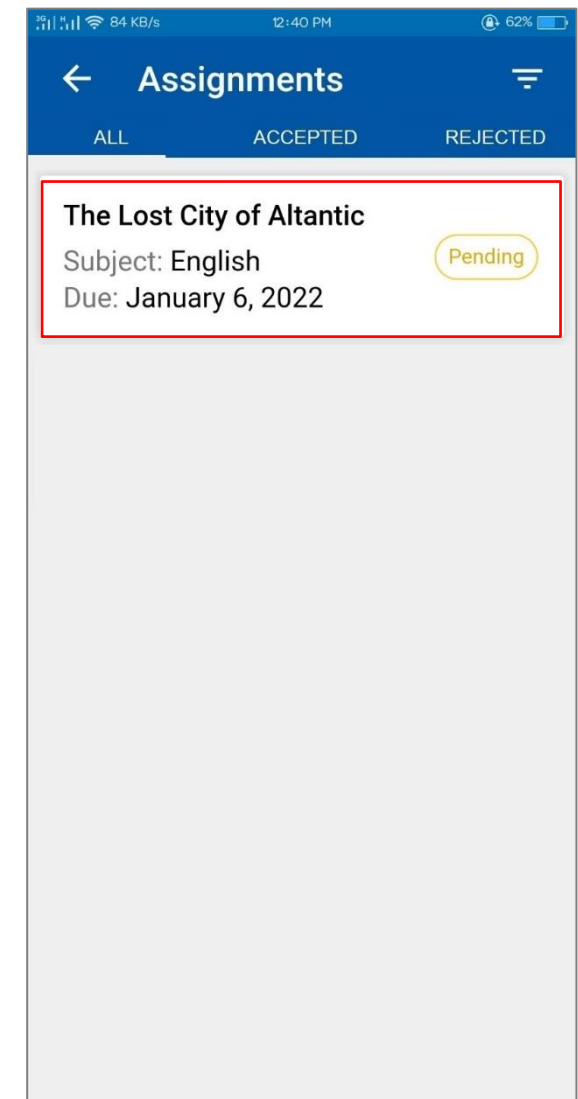 3G H 84 KB/s 12:40 PM 62%
Assignments
ALL ACCEPTED REJECTED
The Lost City of Altantic
Subject: English
Pending
Due: January 6, 2022